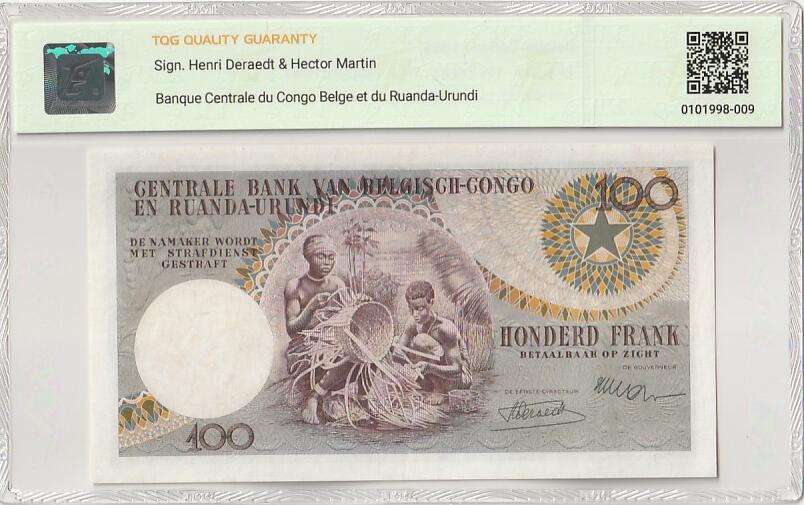 TQG QUALITY GUARANTY
Sign. Henri Deraedt & Hector Martin
Banque Centrale du Congo Belge et du Ruanda-Urundi
0101998-009
CENTRALE BANK VAN BELGISCH-CONGO
EN RUANDA-URUNDI
100
DE NAMAKER WORDT
MET STRAFDIENST
GESTRAFT
HONDERD FRANK
BETAALBAAR OP ZICHT
DE GOUVERNEUR
DE EERSTE-DIRECTEUR
HDeraedt
100